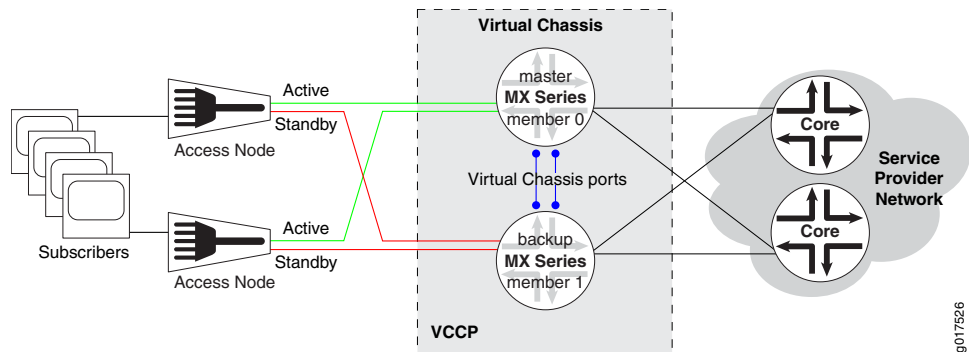 Virtual Chassis
Active
Standby
Access Node
Subscribers
Active
Standby
Access Node
master
MX Series
member 0
Virtual Chassis ports
backup
MX Series
member 1
VCCP
Core
Core
Service
Provider
Network
g017526